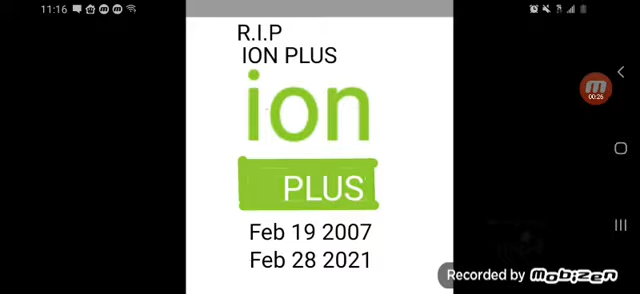 11:16
R.I.P
ION PLUS
ion
PLUS
Feb 19 2007
Feb 28 2021
00:26
Recorded by Mobizen